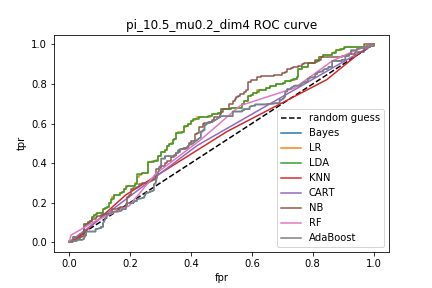 pi_10.5_mu0.2_dim4 ROC curve
1.0
0.8
0.6
0.4
0.2
0.0
tpr
0.0 0.2 0.4 0.6 0.8 1.0
fpr
random guess
Bayes
LR
LDA
KNN
CART
NB
RF
AdaBoost